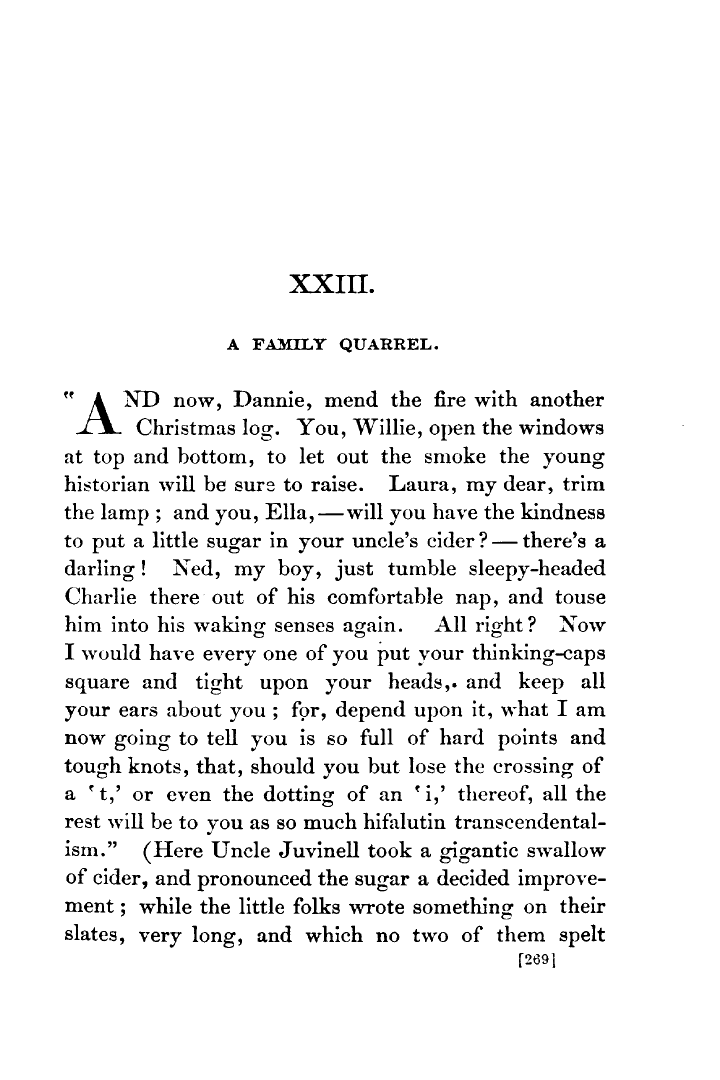 XXIII.
A FAMILY QUARREL.
“AND now, Dannie, mend the fire with another
Christmas log. You, Willie, open the windows
at top and bottom, to let out the smoke the young
historian will be sure to raise. Laura, my dear, trim
the lamp ; and you, Ella,—will you have the kindness
to put a little sugar in your uncle's cider?—there's a
darling! Ned, my boy, just tumble sleepy-headed
Charlie there out of his comfortable nap, and touse
him into his waking senses again. All right? Now
I would have every one of you put your thinking-caps
square and tight upon your heads,. and keep all
your ears about you ; for, depend upon it, what I am
now going to tell you is so full of hard points and
tough knots, that, should you but lose the crossing of
a ‘t,’ or even the dotting of an ‘i,’ thereof, all the
rest will be to you as so much hifalutin transcendental-
ism.” (Here Uncle Juvinell took a gigantic swallow
of cider, and pronounced the sugar a decided improve-
ment ; while the little folks wrote something on their
slates, very long, and which no two of them spelt
[269]